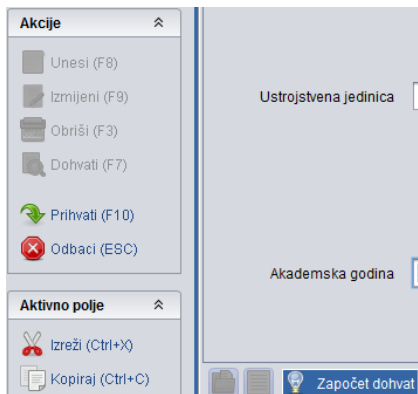 Akcije
Unesi (F8)
Izmijeni (F9)
Obriši (F3)
Dohvati (F7)
Prihvati (F10)
Odbaci (ESC)
Aktivno polje
Izreži (Ctrl+X)
Kopiraj (Ctrl+C)
Ustrojstvena jedinica
Akademska godina
Započet dohvat